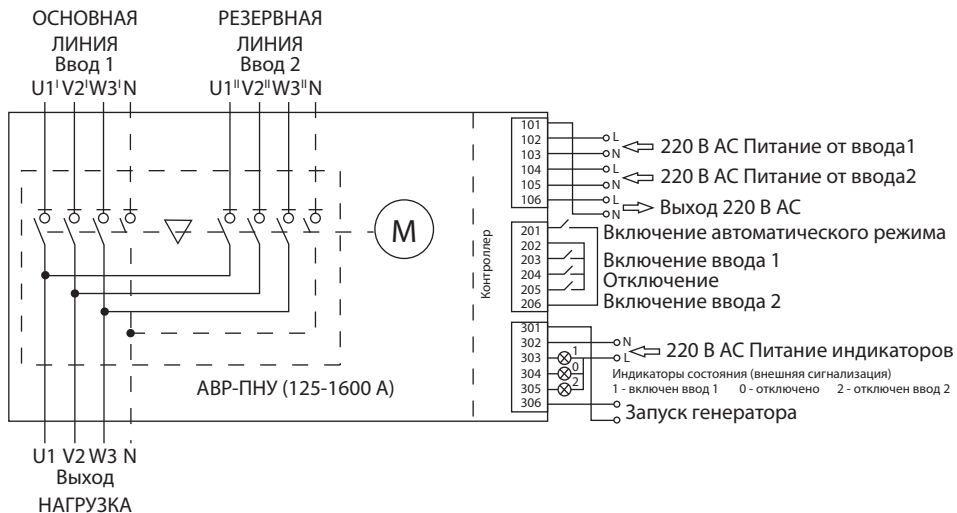 ОСНОВНАЯ
ЛИНИЯ
Ввод 1
U1ᴵ V2ᴵ W3ᴵ N
РЕЗЕРВНАЯ
ЛИНИЯ
Ввод 2
U1ᴵᴵ V2ᴵᴵ W3ᴵᴵ N
M
АВР-ПНУ (125-1600 А)
Контроллер
101
102 L
103 N
220 В АС Питание от ввода1
104 L
105 N
220 В АС Питание от ввода2
106 L
N
Выход 220 В АС
201
Включение автоматического режима
202
203
Включение ввода 1
204
Отключение
205
206
Включение ввода 2
301
302 N
303 1 L
220 В АС Питание индикаторов
304 0
Индикаторы состояния (внешняя сигнализация)
305 2
1 - включен ввод 1 0 - отключено 2 - отключен ввод 2
306
Запуск генератора
U1 V2 W3 N
Выход
НАГРУЗКА